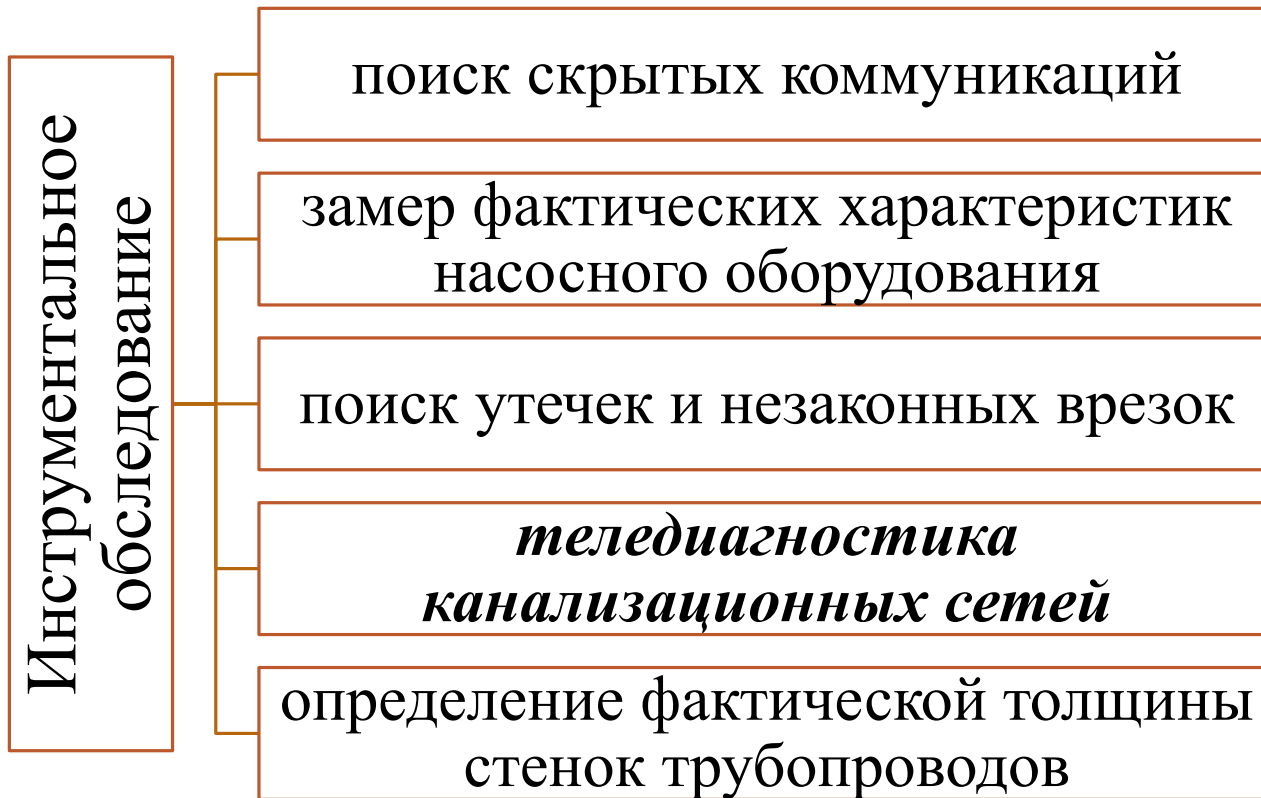 Инструментальное
обследование
поиск скрытых коммуникаций
замер фактических характеристик
насосного оборудования
поиск утечек и незаконных врезок
теледиагностика
канализационных сетей
определение фактической толщины
стенок трубопроводов